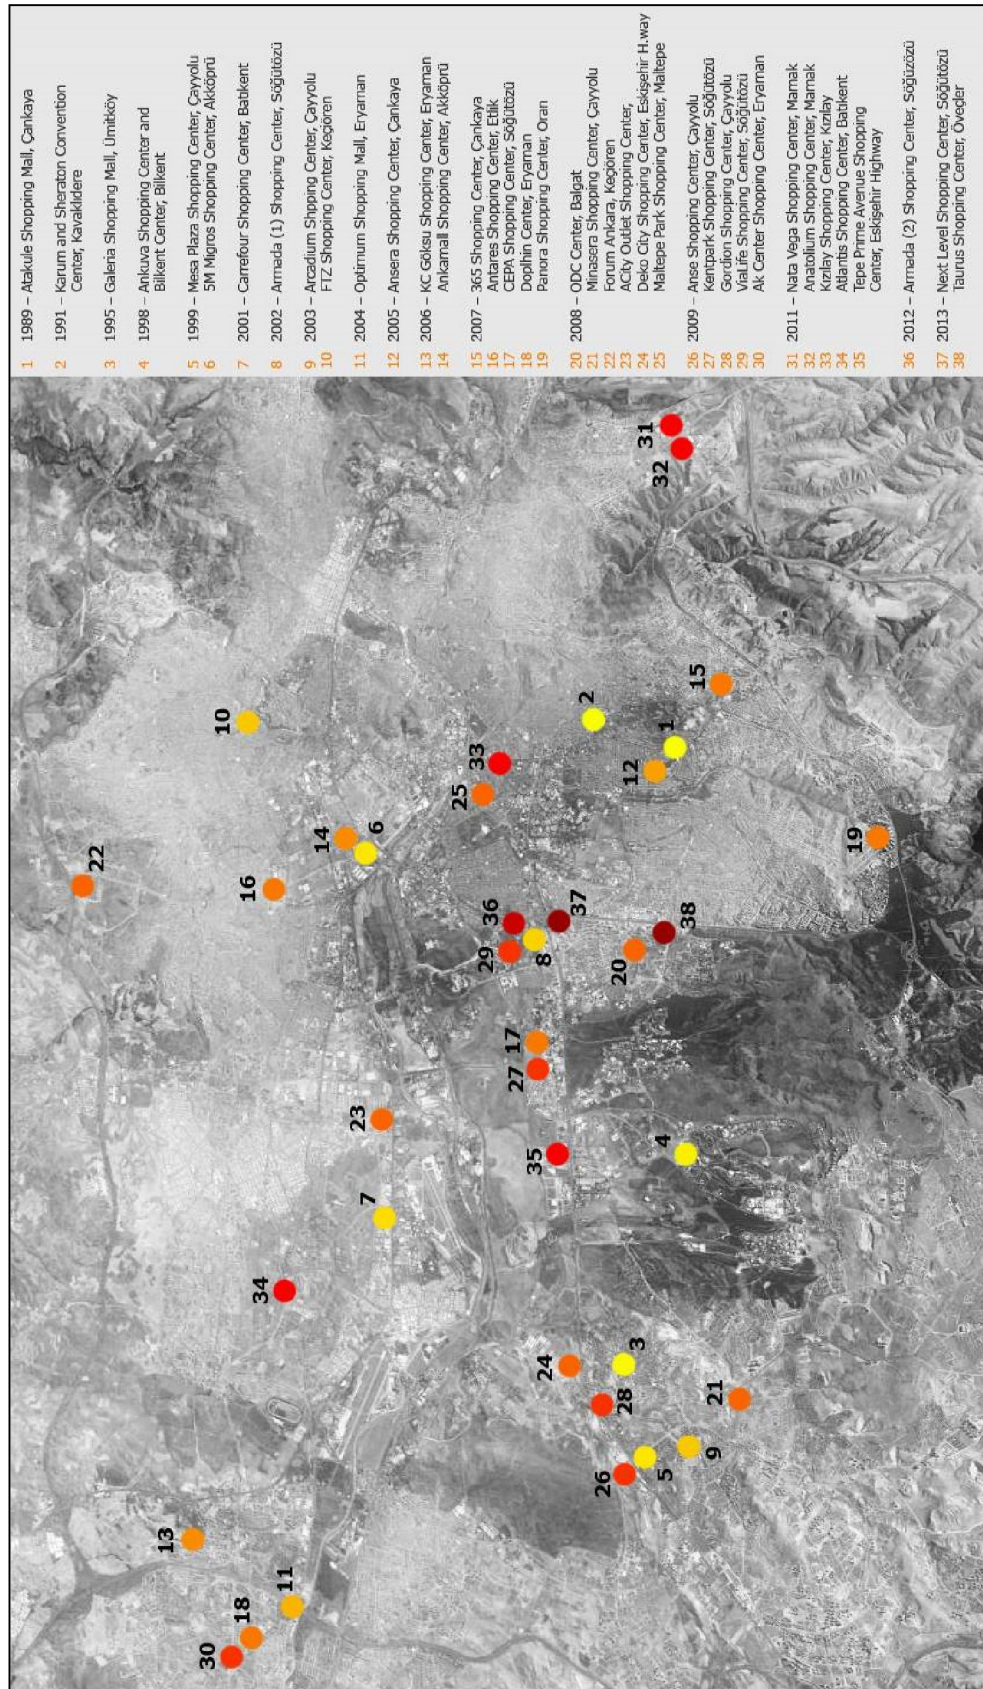 1 1989 – Atakule Shopping Mall, Çankaya
2 1991 – Karum and Sheraton Convention
Center, Kavaklıdere
3 1995 – Galeria Shopping Mall, Ümitköy
4 1998 – Ankuva Shopping Center and
Bilkent Center, Bilkent
5 1999 – Mesa Plaza Shopping Center, Çayyolu
6 5M Migros Shopping Center, Akköprü
7 2001 – Carrefour Shopping Center, Batıkent
8 2002 – Armada (1) Shopping Center, Söğütözü
9 2003 – Arcadium Shpping Center, Çayyolu
10 FTZ Shopping Center, Keçiören
11 2004 – Optimum Shopping Mall, Eryaman
12 2005 – Ansera Shopping Center, Çankaya
13 2006 – KC Göksu Shopping Center, Eryaman
14 Ankamall Shopping Center, Akköprü
15 2007 – 365 Shopping Center, Çankaya
16 Antares Shopping Center, Etlik
17 CEPA Shopping Center, Söğütözü
18 Doplhin Center, Eryaman
19 Panora Shopping Center, Oran
20 2008 – ODC Center, Balgat
21 Minasera Shopping Center, Çayyolu
22 Forum Ankara, Keçiören
23 ACity Outlet Shopping Center,
24 Deko City Shopping Center, Eskişehir H.way
25 Maltepe Park Shopping Center, Maltepe
26 2009 – Arşe Shopping Center, Çayyolu
27 Kentpark Shopping Center, Söğütözü
28 Gordion Shopping Center, Çayyolu
29 ViaLife Shopping Center, Söğütözü
30 Ak Center Shopping Center, Eryaman
31 2011 – Nata Vega Shopping Center, Mamak
32 Anatolium Shopping Center, Mamak
33 Kızılay Shopping Center, Kızılay
34 Atlantis Shopping Center, Batıkent
35 Tepe Prime Avenue Shopping
Center, Eskişehir Highway
36 2012 – Armada (2) Shopping Center, Söğüzözü
37 2013 – Next Level Shopping Center, Söğütözü
38 Taurus Shopping Center, Öveçler
30
18
11
13
26
5
9
28
24
3
21
34
7
23
35
4
27
17
29
36
8
37
20
38
16
14
6
22
19
25
33
12
1
2
10
15
32
31